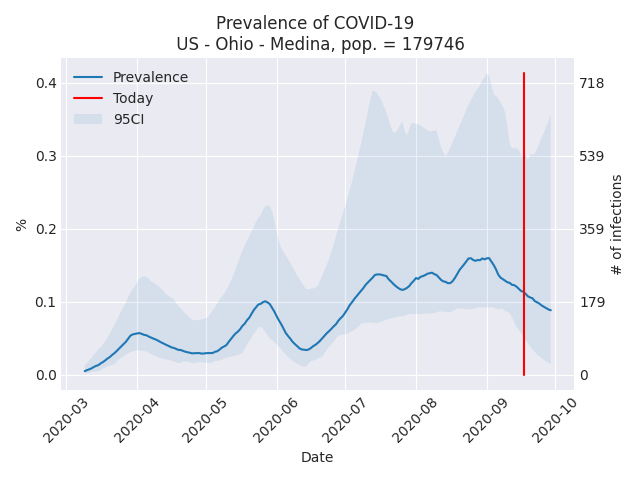 Prevalence of COVID-19
US - Ohio - Medina, pop. = 179746
Prevalence
Today
95CI
0.4
0.3
0.2
0.1
0.0
%
718
539
359
179
0
# of infections
2020-03
2020-04
2020-05
2020-06
2020-07
2020-08
2020-09
2020-10
Date